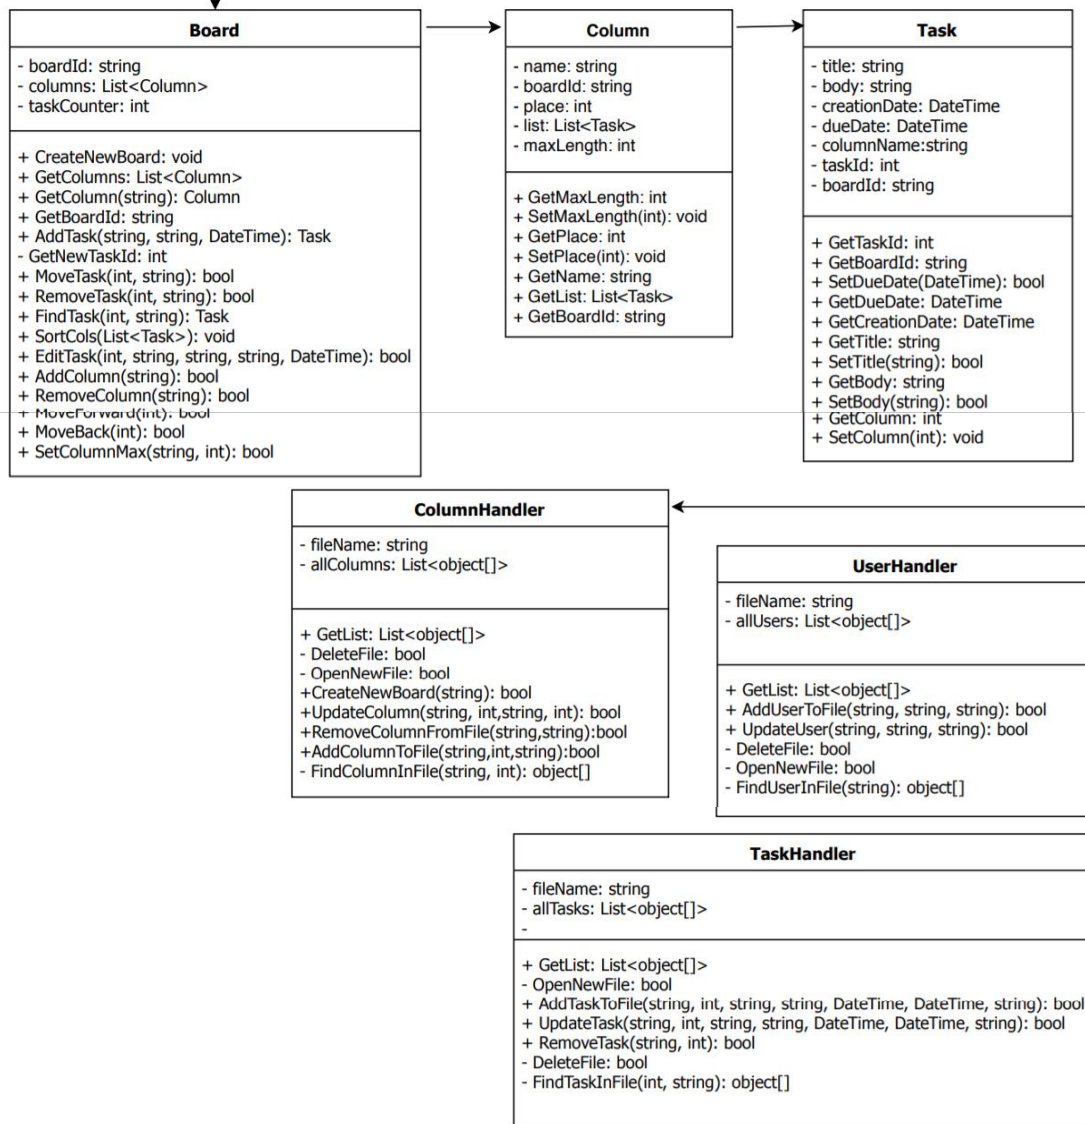 Board
- boardId: string
- columns: List<Column>
- taskCounter: int
+ CreateNewBoard: void
+ GetColumns: List<Column>
+ GetColumn(string): Column
+ GetBoardId: string
+ AddTask(string, string, DateTime): Task
- GetNewTaskId: int
+ MoveTask(int, string): bool
+ RemoveTask(int, string): bool
+ FindTask(int, string): Task
+ SortCols(List<Task>): void
+ EditTask(int, string, string, string, DateTime): bool
+ AddColumn(string): bool
+ RemoveColumn(string): bool
+ MoveForward(int): bool
+ MoveBack(int): bool
+ SetColumnMax(string, int): bool
Column
- name: string
- boardId: string
- place: int
- list: List<Task>
- maxLength: int
+ GetMaxLength: int
+ SetMaxLength(int): void
+ GetPlace: int
+ SetPlace(int): void
+ GetName: string
+ GetList: List<Task>
+ GetBoardId: string
Task
- title: string
- body: string
- creationDate: DateTime
- dueDate: DateTime
- columnName:string
- taskId: int
- boardId: string
+ GetTaskId: int
+ GetBoardId: string
+ SetDueDate(DateTime): bool
+ GetDueDate: DateTime
+ GetCreationDate: DateTime
+ GetTitle: string
+ SetTitle(string): bool
+ GetBody: string
+ SetBody(string): bool
+ GetColumn: int
+ SetColumn(int): void
ColumnHandler
- fileName: string
- allColumns: List<object[]>
+ GetList: List<object[]>
- DeleteFile: bool
- OpenNewFile: bool
+CreateNewBoard(string): bool
+UpdateColumn(string, int,string, int): bool
+RemoveColumnFromFile(string,string):bool
+AddColumnToFile(string,int,string):bool
- FindColumnInFile(string, int): object[]
UserHandler
- fileName: string
- allUsers: List<object[]>
+ GetList: List<object[]>
+ AddUserToFile(string, string, string): bool
+ UpdateUser(string, string, string): bool
- DeleteFile: bool
- OpenNewFile: bool
- FindUserInFile(string): object[]
TaskHandler
- fileName: string
- allTasks: List<object[]>
-
+ GetList: List<object[]>
- OpenNewFile: bool
+ AddTaskToFile(string, int, string, string, DateTime, DateTime, string): bool
+ UpdateTask(string, int, string, string, DateTime, DateTime, string): bool
+ RemoveTask(string, int): bool
- DeleteFile: bool
- FindTaskInFile(int, string): object[]